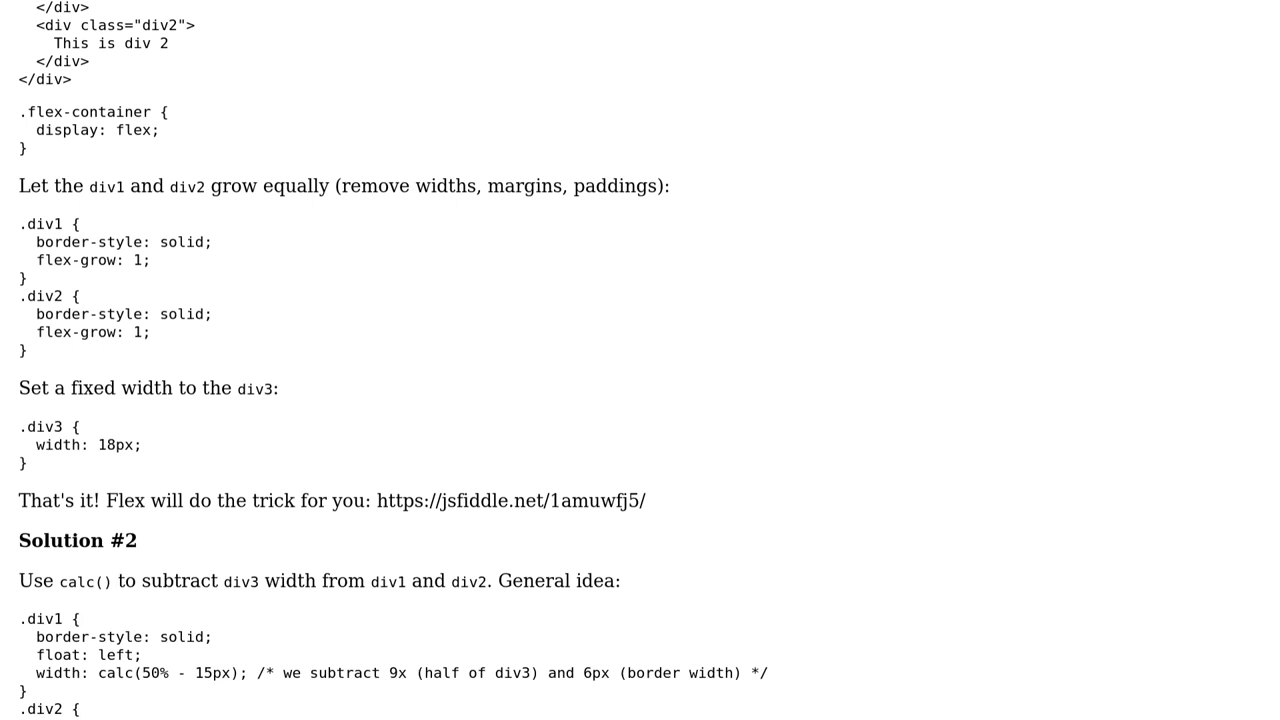 </div>
  <div class="div2">
    This is div 2
  </div>
</div>
.flex-container {
  display: flex;
}
Let the div1 and div2 grow equally (remove widths, margins, paddings):
.div1 {
  border-style: solid;
  flex-grow: 1;
}
.div2 {
  border-style: solid;
  flex-grow: 1;
}
Set a fixed width to the div3:
.div3 {
  width: 18px;
}
That's it! Flex will do the trick for you: https://jsfiddle.net/1amuwfj5/
Solution #2
Use calc() to subtract div3 width from div1 and div2. General idea:
.div1 {
  border-style: solid;
  float: left;
  width: calc(50% - 15px); /* we subtract 9x (half of div3) and 6px (border width) */
}
.div2 {